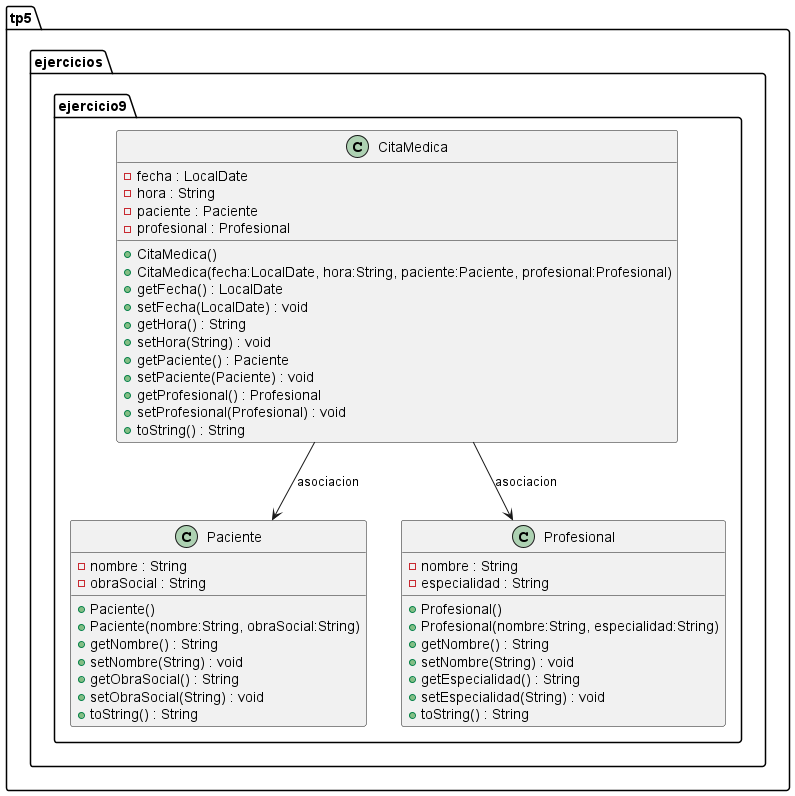 tp5
ejercicios
ejercicio9
C CitaMedica
fecha : LocalDate
hora : String
paciente : Paciente
profesional : Profesional
CitaMedica()
CitaMedica(fecha:LocalDate, hora:String, paciente:Paciente, profesional:Profesional)
getFecha() : LocalDate
setFecha(LocalDate) : void
getHora() : String
setHora(String) : void
getPaciente() : Paciente
setPaciente(Paciente) : void
getProfesional() : Profesional
setProfesional(Profesional) : void
toString() : String
asociacion
asociacion
C Paciente
nombre : String
obraSocial : String
Paciente()
Paciente(nombre:String, obraSocial:String)
getNombre() : String
setNombre(String) : void
getObraSocial() : String
setObraSocial(String) : void
toString() : String
C Profesional
nombre : String
especialidad : String
Profesional()
Profesional(nombre:String, especialidad:String)
getNombre() : String
setNombre(String) : void
getEspecialidad() : String
setEspecialidad(String) : void
toString() : String